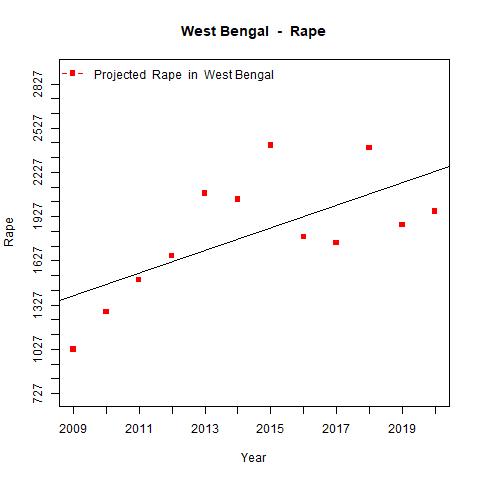 West Bengal - Rape
Projected Rape in West Bengal
Rape
2827
2527
2227
1927
1627
1327
1027
727
2009 2011 2013 2015 2017 2019
Year